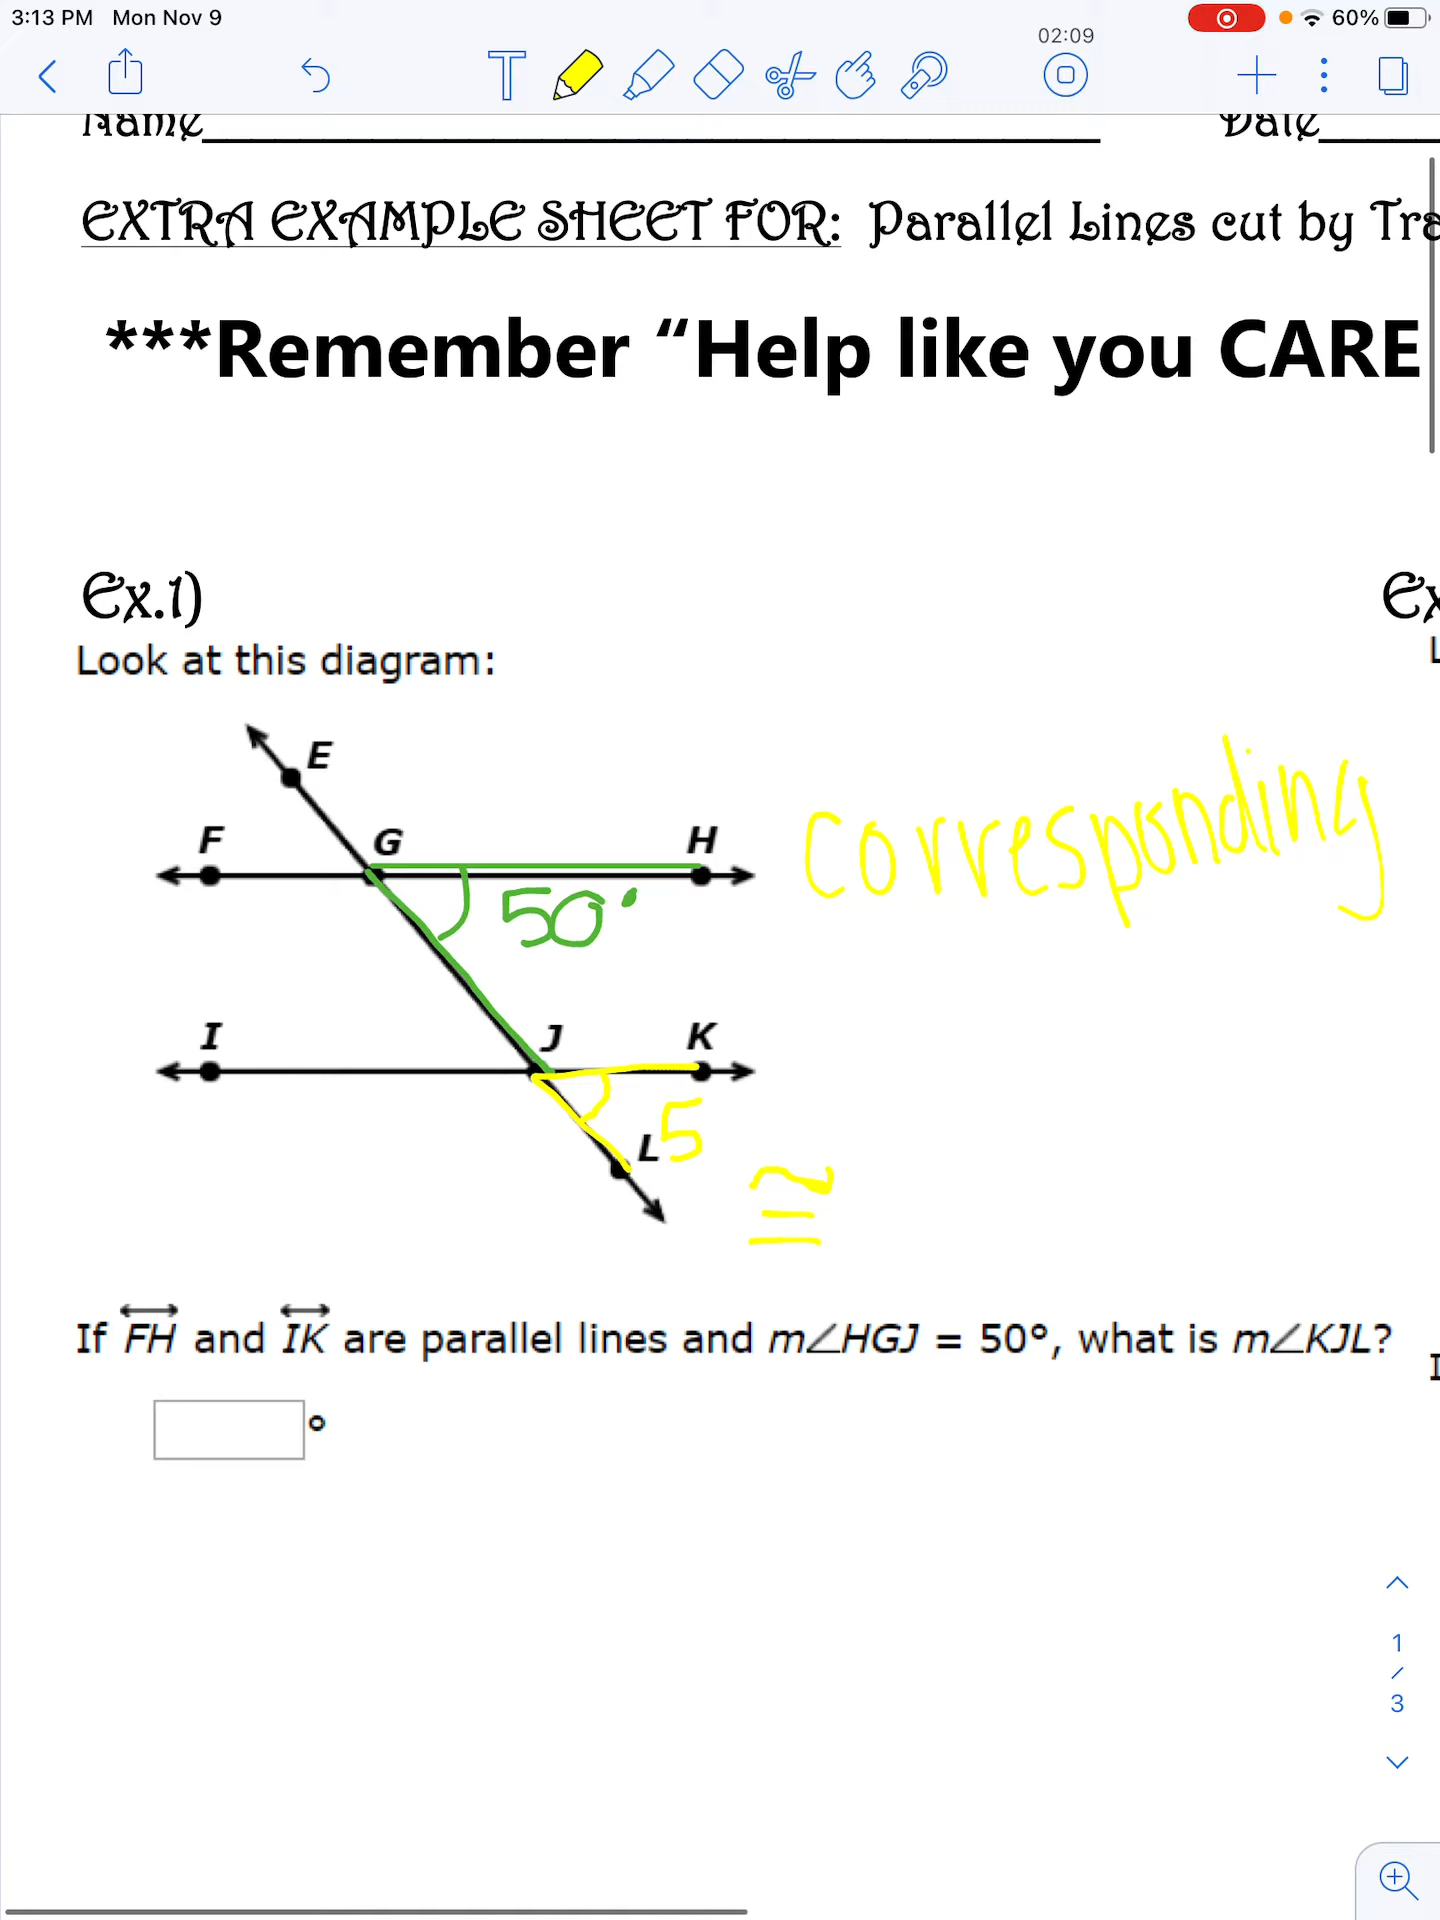 3:13 PM Mon Nov 9
60%
02:09
T
Name Date
EXTRA EXAMPLE SHEET FOR: Parallel Lines cut by Tra
***Remember “Help like you CARE
Ex.1) Ex
Look at this diagram: L
E
F G H
Corresponding
50°
I J K
L 5
≅
If FH and IK are parallel lines and m∠HGJ = 50°, what is m∠KJL? I
°
1
/
3